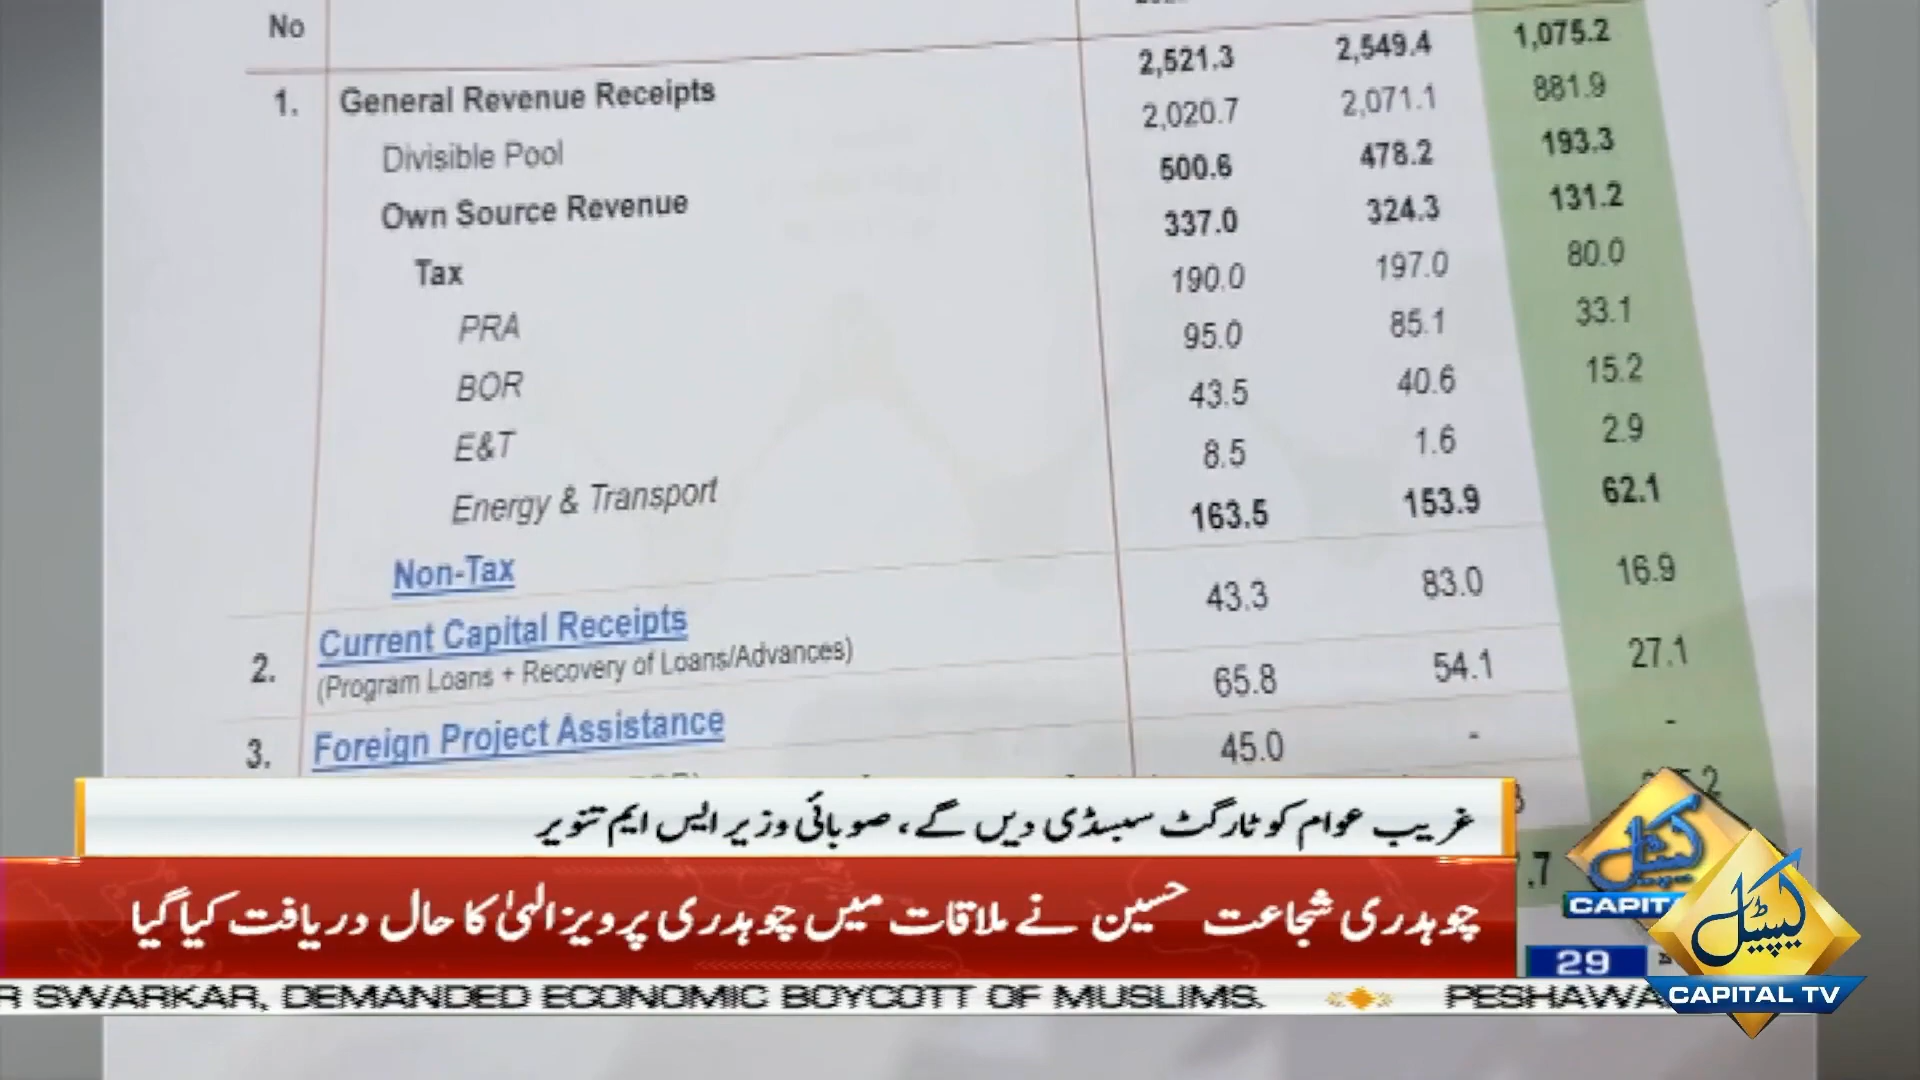 No
1. General Revenue Receipts 2,521.3 2,549.4 1,075.2
Divisible Pool 2,020.7 2,071.1 881.9
Own Source Revenue 500.6 478.2 193.3
Tax 337.0 324.3 131.2
PRA 190.0 197.0 80.0
BOR 95.0 85.1 33.1
E&T 43.5 40.6 15.2
Energy & Transport 8.5 1.6 2.9
Non-Tax 163.5 153.9 62.1
2. Current Capital Receipts 43.3 83.0 16.9
(Program Loans + Recovery of Loans/Advances)
3. Foreign Project Assistance 65.8 54.1 27.1
45.0 - -
غریب عوام کو ٹارگٹ سبسڈی دیں گے، صوبائی وزیر ایس ایم تنویر
چوہدری شجاعت حسین نے ملاقات میں چوہدری پرویز الہیٰ کا حال دریافت کیا گیا
.7
کیپٹل
CAPITAL TV
29
R SWARKAR, DEMANDED ECONOMIC BOYCOTT OF MUSLIMS. PESHAWA